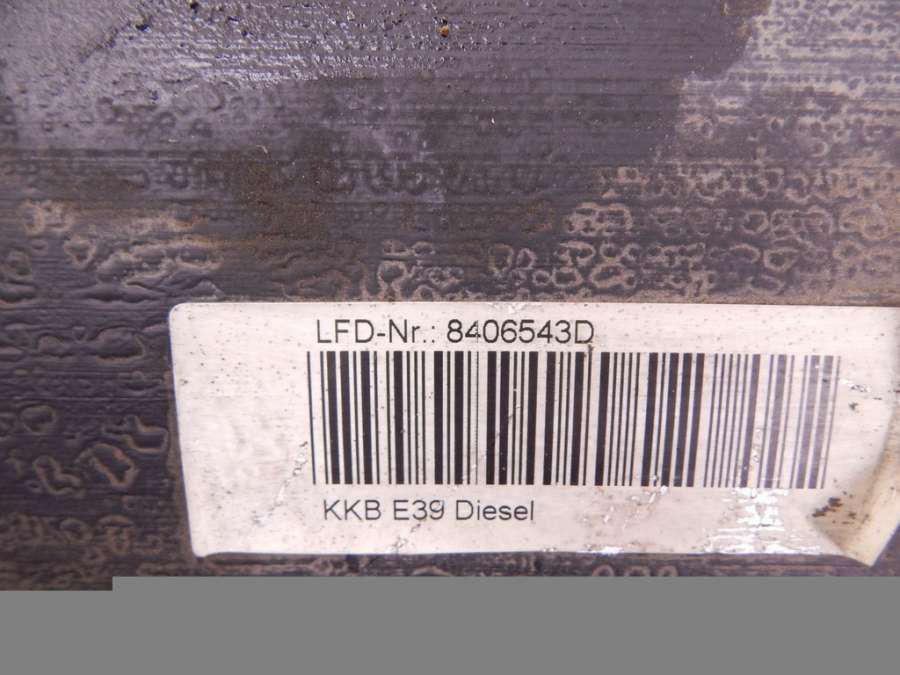 LFD-Nr.: 8406543D
KKB E39 Diesel